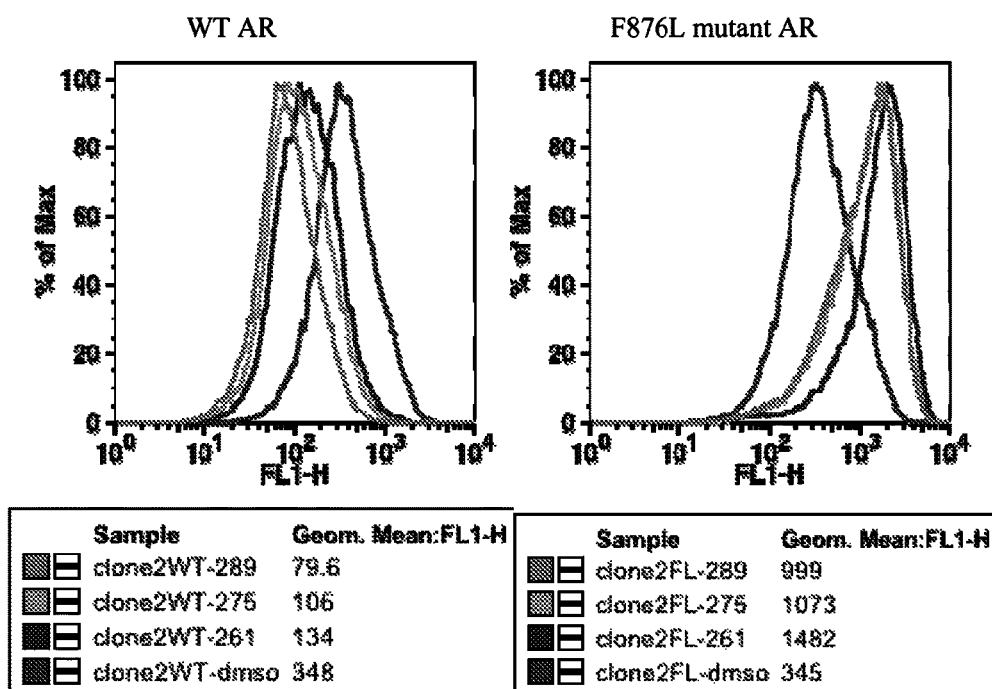 WT AR
F876L mutant AR
100
80
60
40
20
0
% of Max
10^0 10^1 10^2 10^3 10^4
FL1-H
100
80
60
40
20
0
% of Max
10^0 10^1 10^2 10^3 10^4
FL1-H
Sample Geom. Mean:FL1-H
clone2WT-289 79.6
clone2WT-275 106
clone2WT-261 134
clone2WT-dmso 348
Sample Geom. Mean:FL1-H
clone2FL-289 999
clone2FL-275 1073
clone2FL-261 1482
clone2FL-dmso 345